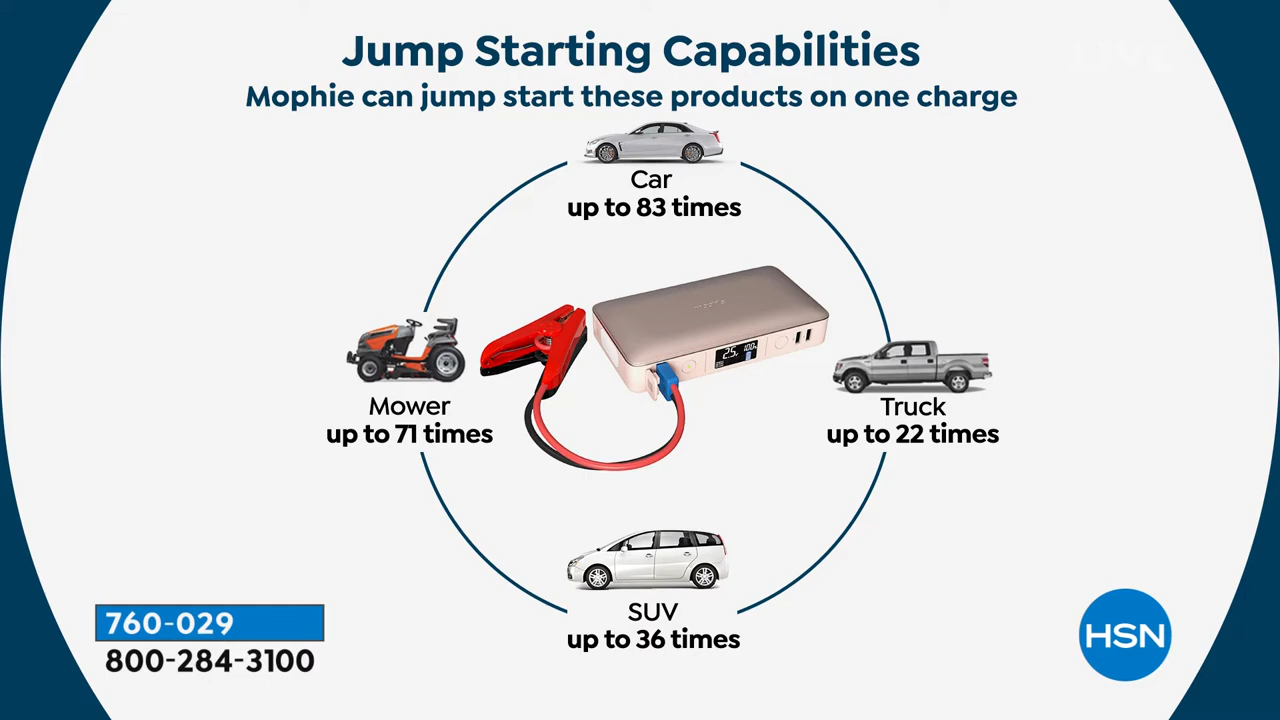 Jump Starting Capabilities
Mophie can jump start these products on one charge
Car
up to 83 times
Mower
up to 71 times
Truck
up to 22 times
SUV
up to 36 times
760-029
800-284-3100
HSN
LIVE